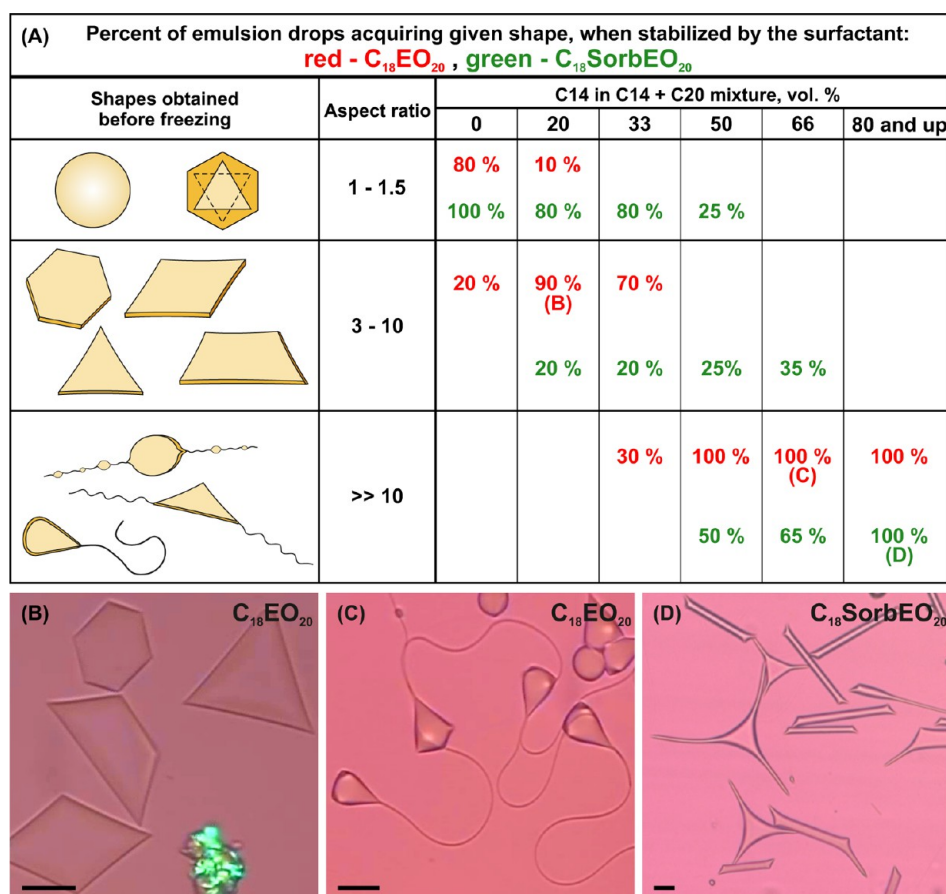 (A) Percent of emulsion drops acquiring given shape, when stabilized by the surfactant:
red - C₁₈EO₂₀ , green - C₁₈SorbEO₂₀
Shapes obtained
before freezing
Aspect ratio
C14 in C14 + C20 mixture, vol. %
0 20 33 50 66 80 and up
1 - 1.5
80 % 10 %
100 % 80 % 80 % 25 %
3 - 10
20 % 90 % 70 %
(B)
20 % 20 % 25% 35 %
>> 10
30 % 100 % 100 % 100 %
(C)
50 % 65 % 100 %
(D)
(B) C₁₈EO₂₀
(C) C₁₈EO₂₀
(D) C₁₈SorbEO₂₀